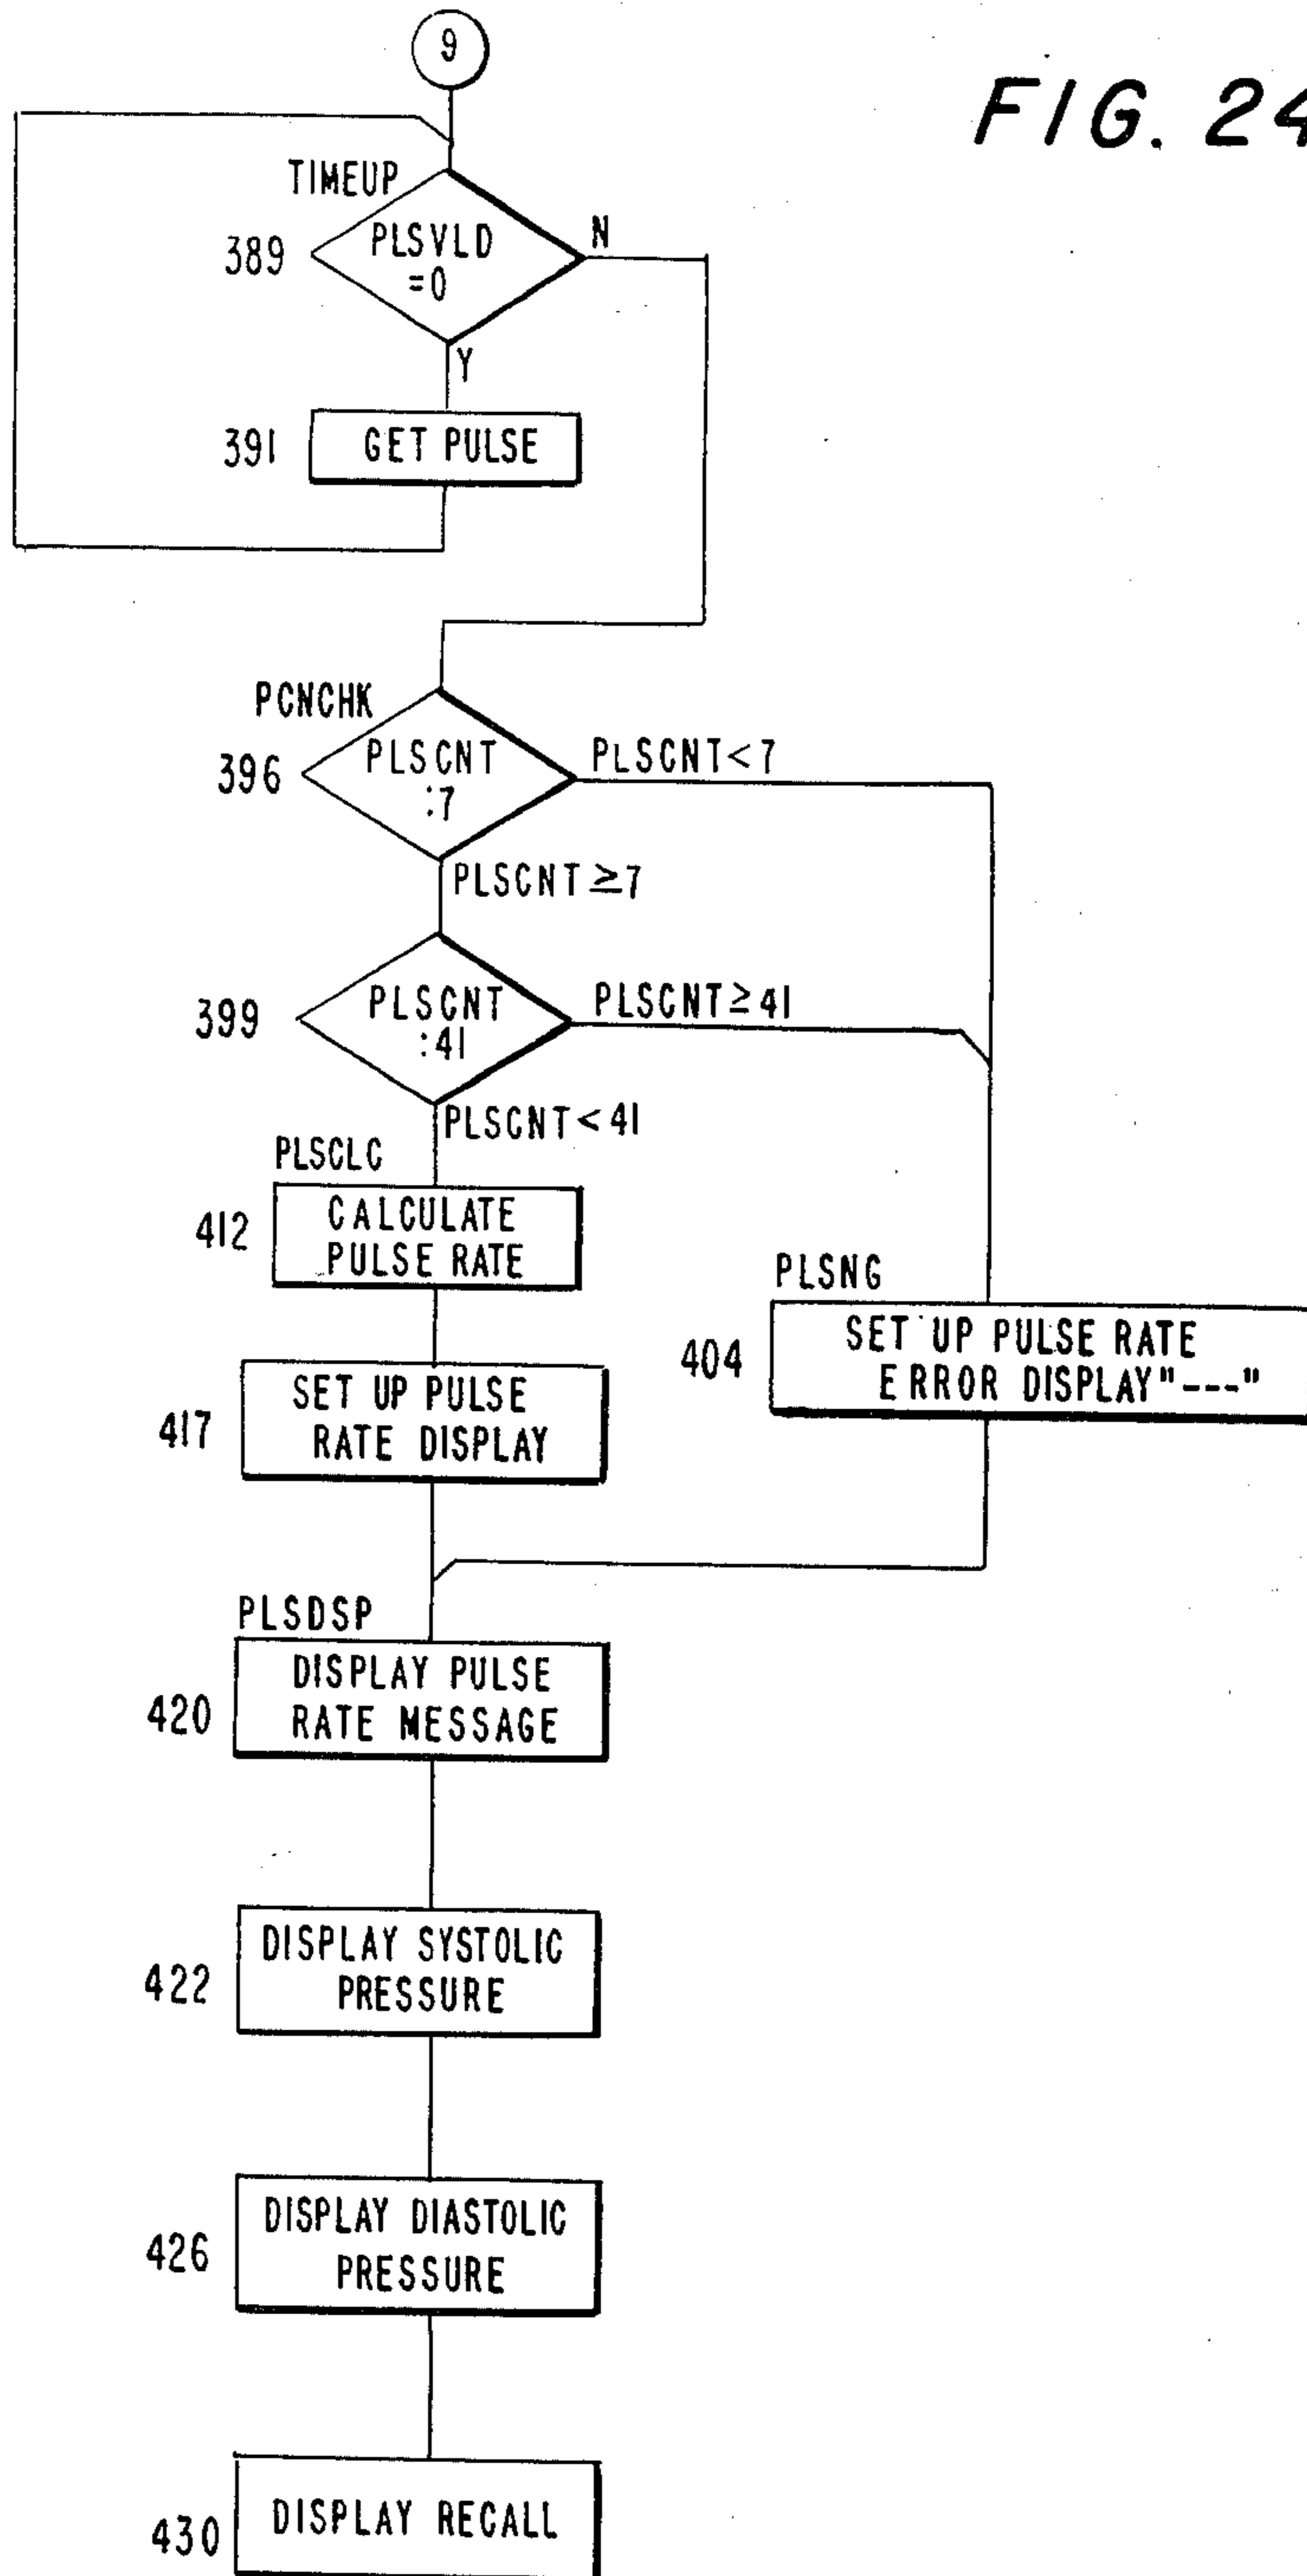 9
FIG. 24
TIMEUP
389
PLSVLD
=0
N
Y
391
GET PULSE
PCNCHK
396
PLSCNT
:7
PLSCNT<7
PLSCNT≥7
399
PLSCNT
:41
PLSCNT≥41
PLSCNT<41
PLSCLC
412
CALCULATE
PULSE RATE
PLSNG
404
SET UP PULSE RATE
ERROR DISPLAY"---"
417
SET UP PULSE
RATE DISPLAY
PLSDSP
420
DISPLAY PULSE
RATE MESSAGE
422
DISPLAY SYSTOLIC
PRESSURE
426
DISPLAY DIASTOLIC
PRESSURE
430
DISPLAY RECALL